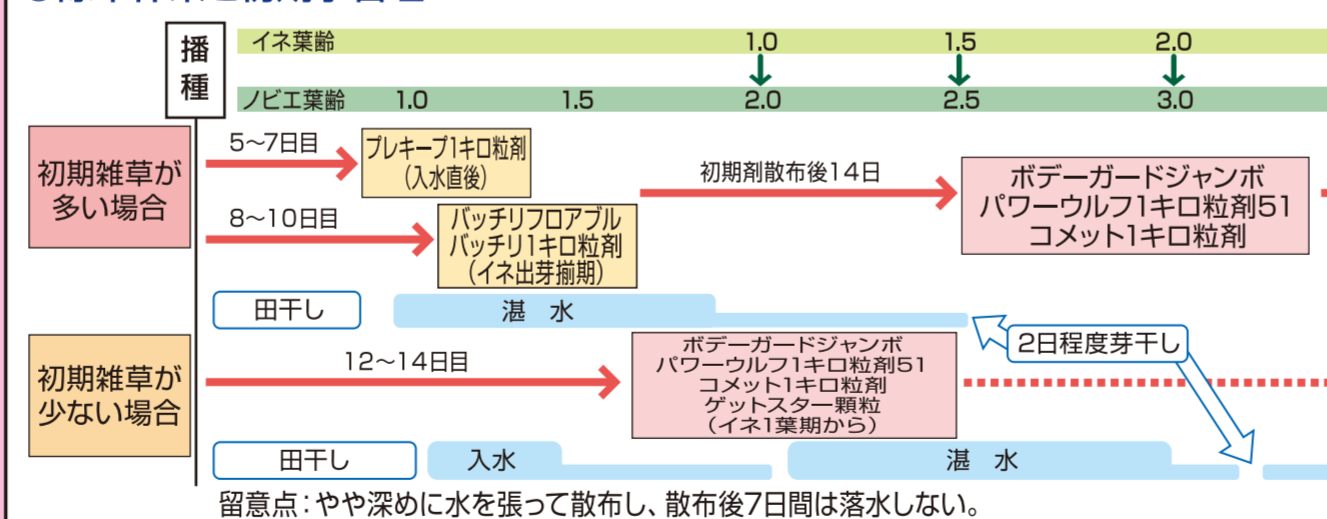 播種
イネ葉齢 1.0 1.5 2.0
ノビエ葉齢 1.0 1.5 2.0 2.5 3.0
初期雑草が
多い場合
5〜7日目
プレキープ1キロ粒剤
(入水直後)
8〜10日目
バッチリフロアブル
バッチリ1キロ粒剤
(イネ出芽揃期)
初期剤散布後14日
ボデーガードジャンボ
パワーウルフ1キロ粒剤51
コメット1キロ粒剤
田干し
湛 水
2日程度芽干し
初期雑草が
少ない場合
12〜14日目
ボデーガードジャンボ
パワーウルフ1キロ粒剤51
コメット1キロ粒剤
ゲットスター顆粒
(イネ1葉期から)
田干し
入水
湛 水
留意点:やや深めに水を張って散布し、散布後7日間は落水しない。